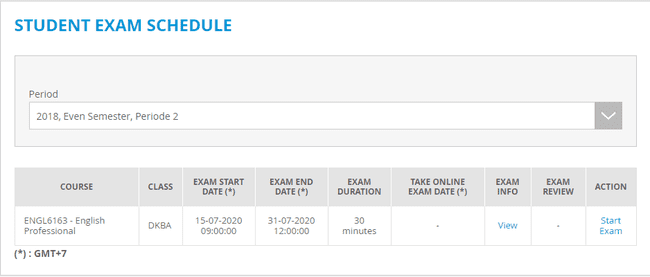 STUDENT EXAM SCHEDULE
Period
2018, Even Semester, Periode 2
COURSE CLASS EXAM START DATE (*) EXAM END DATE (*) EXAM DURATION TAKE ONLINE EXAM DATE (*) EXAM INFO EXAM REVIEW ACTION
ENGL6163 - English Professional DKBA 15-07-2020 09:00:00 31-07-2020 12:00:00 30 minutes - View - Start Exam
(*) : GMT+7